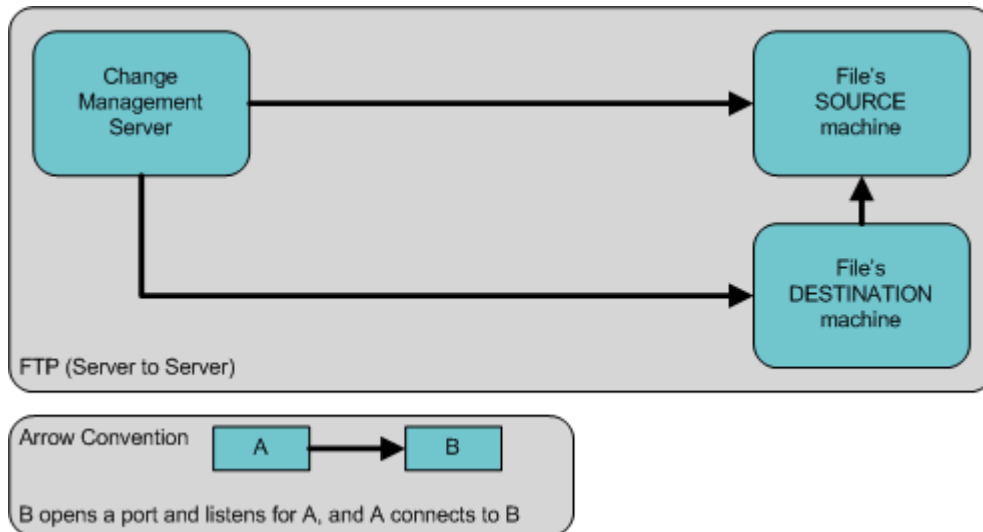 Change
Management
Server
File's
SOURCE
machine
File's
DESTINATION
machine
FTP (Server to Server)
Arrow Convention
A
B
B opens a port and listens for A, and A connects to B